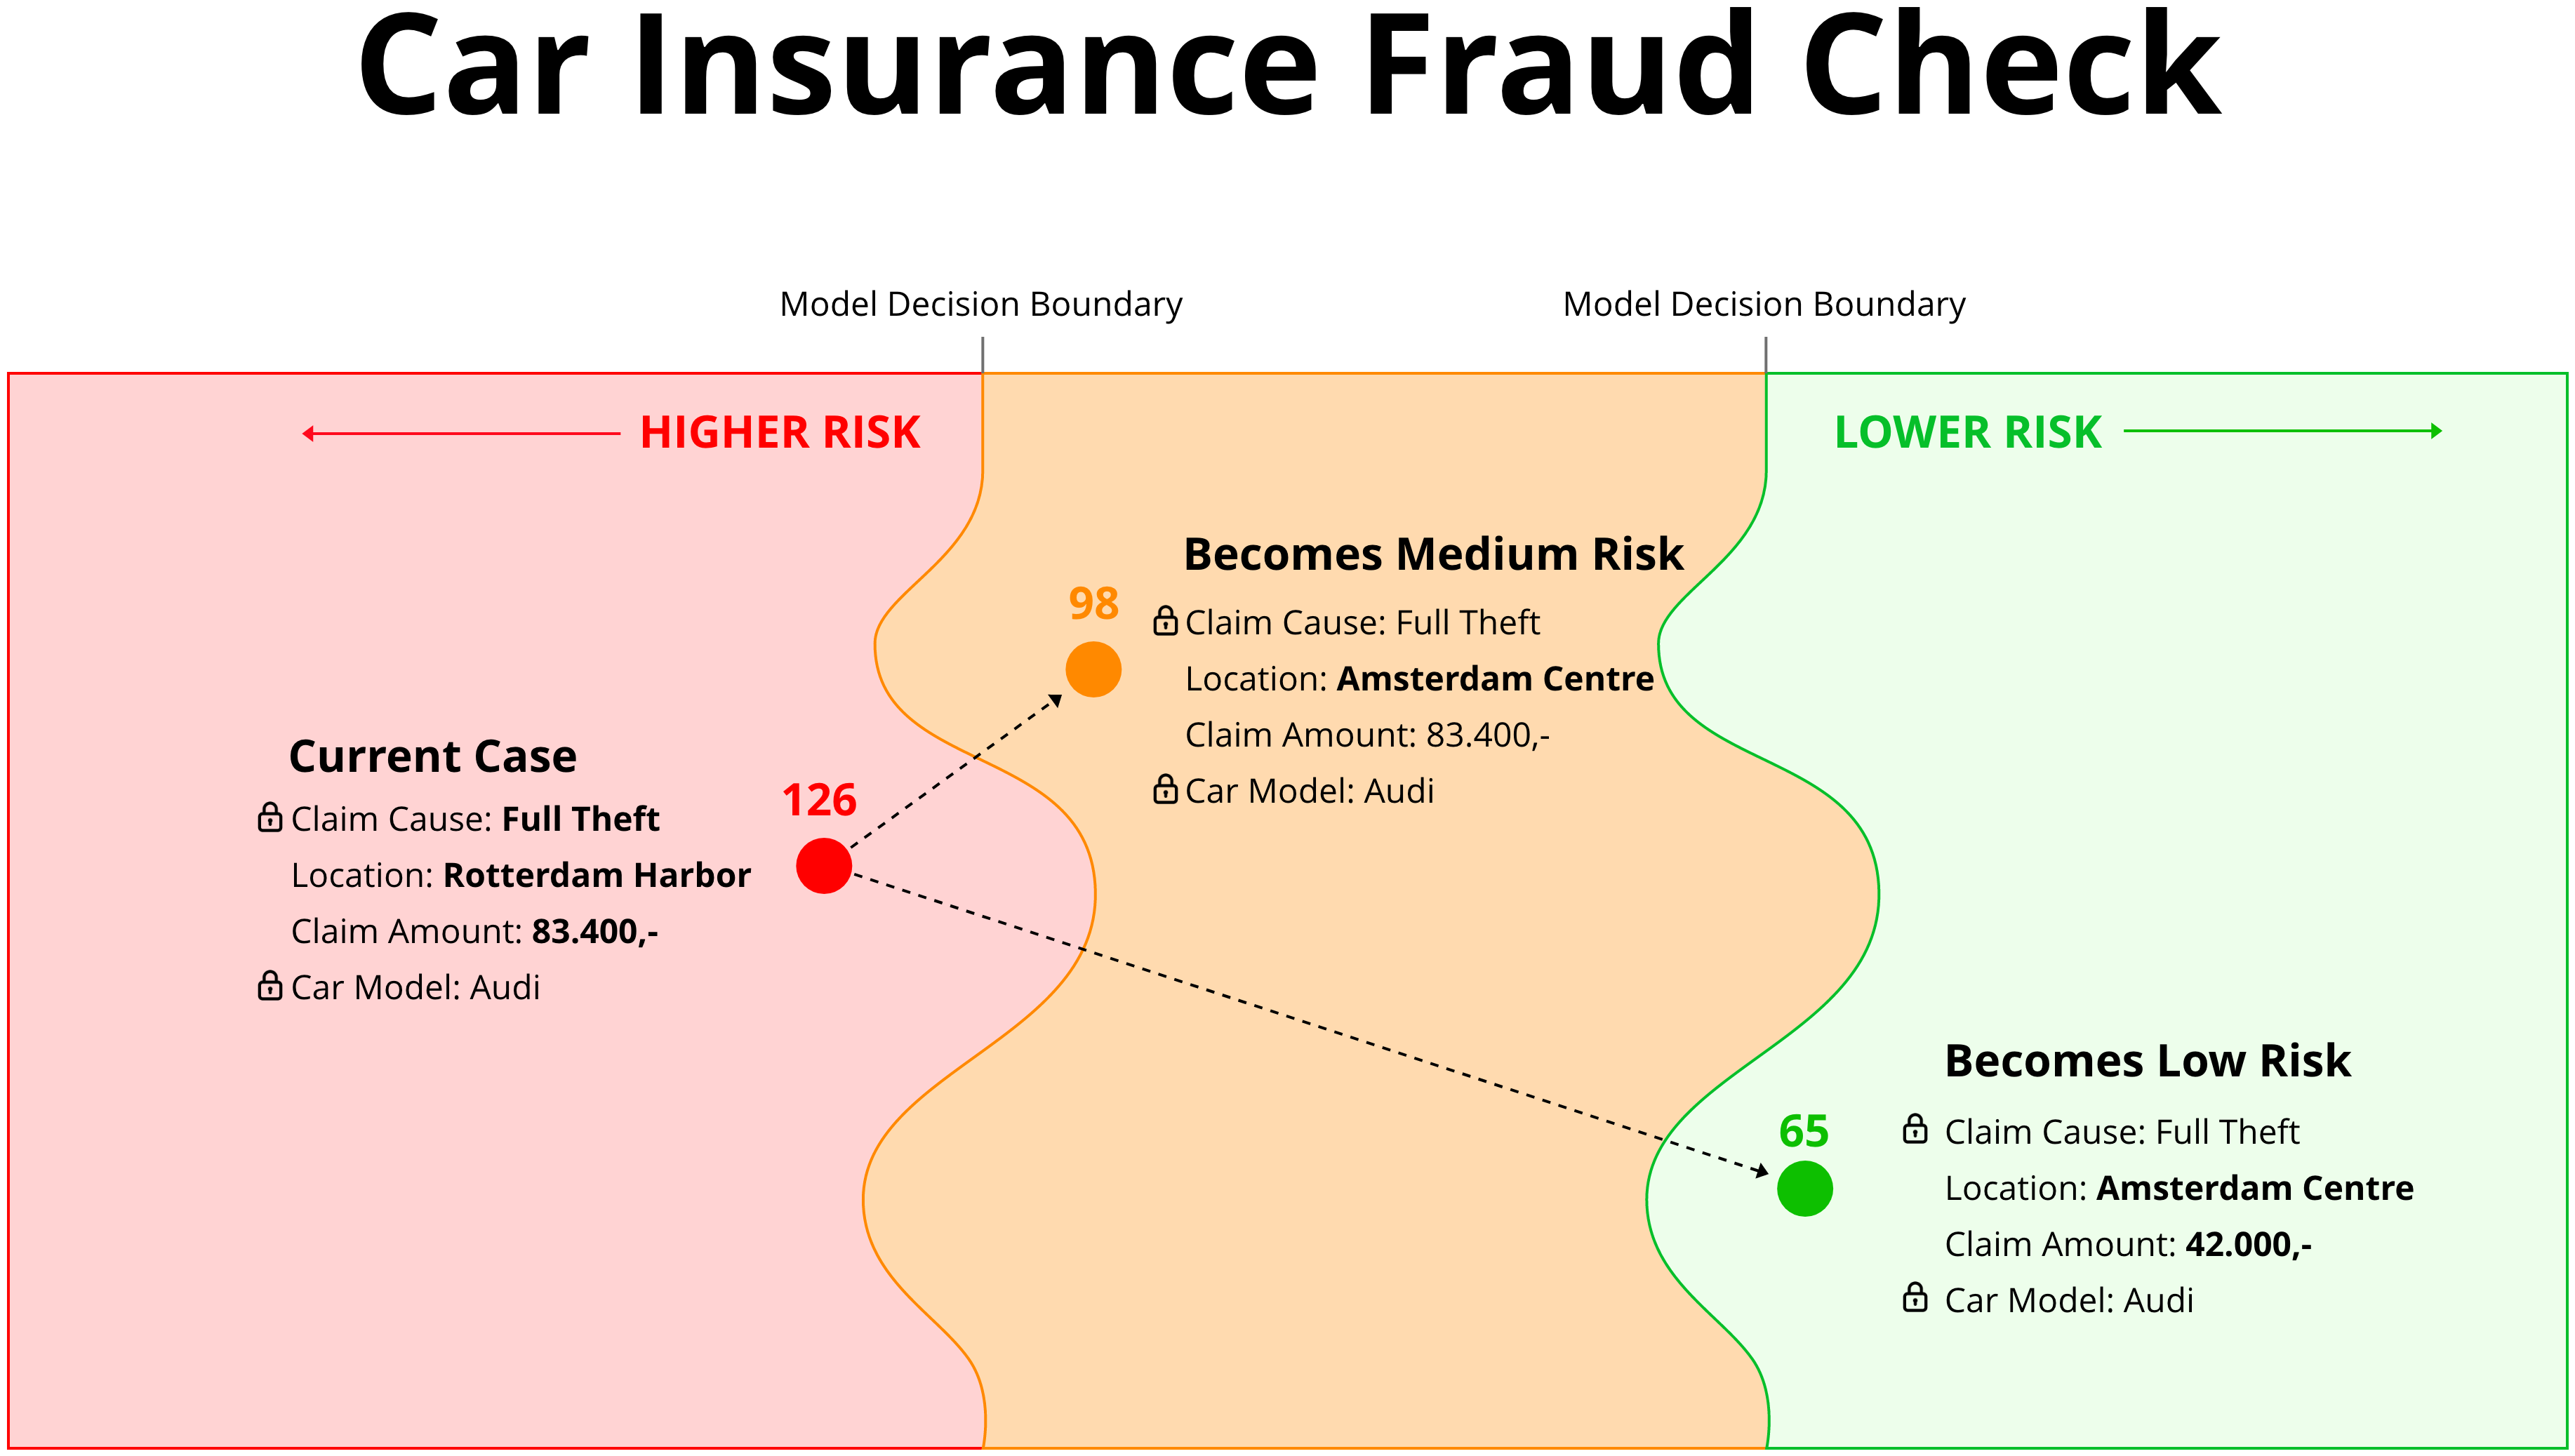 Car Insurance Fraud Check
Model Decision Boundary
Model Decision Boundary
HIGHER RISK
LOWER RISK
Becomes Medium Risk
98
Claim Cause: Full Theft
Location: Amsterdam Centre
Claim Amount: 83.400,-
Car Model: Audi
Current Case
126
Claim Cause: Full Theft
Location: Rotterdam Harbor
Claim Amount: 83.400,-
Car Model: Audi
Becomes Low Risk
65
Claim Cause: Full Theft
Location: Amsterdam Centre
Claim Amount: 42.000,-
Car Model: Audi